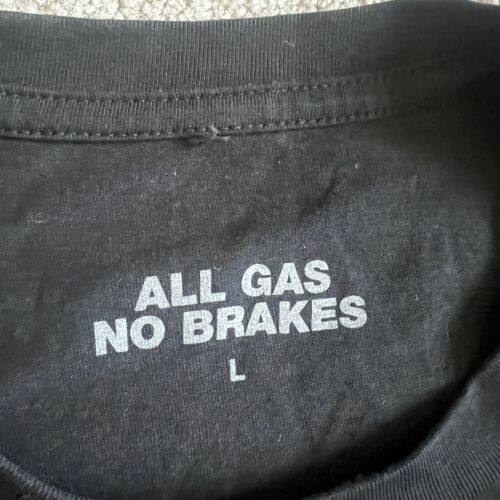 ALL GAS
NO BRAKES
L